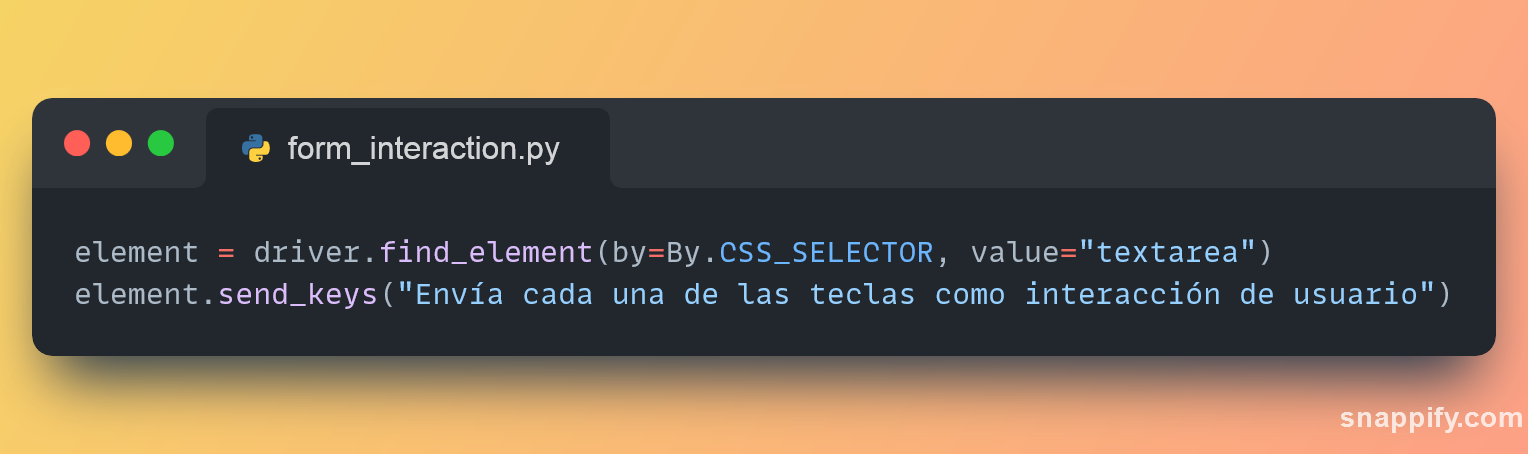 form_interaction.py
element = driver.find_element(by=By.CSS_SELECTOR, value="textarea")
element.send_keys("Envía cada una de las teclas como interacción de usuario")
snappify.com